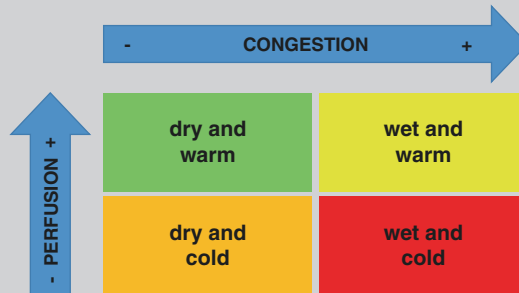 - CONGESTION +
- PERFUSION +
dry and
warm
wet and
warm
dry and
cold
wet and
cold